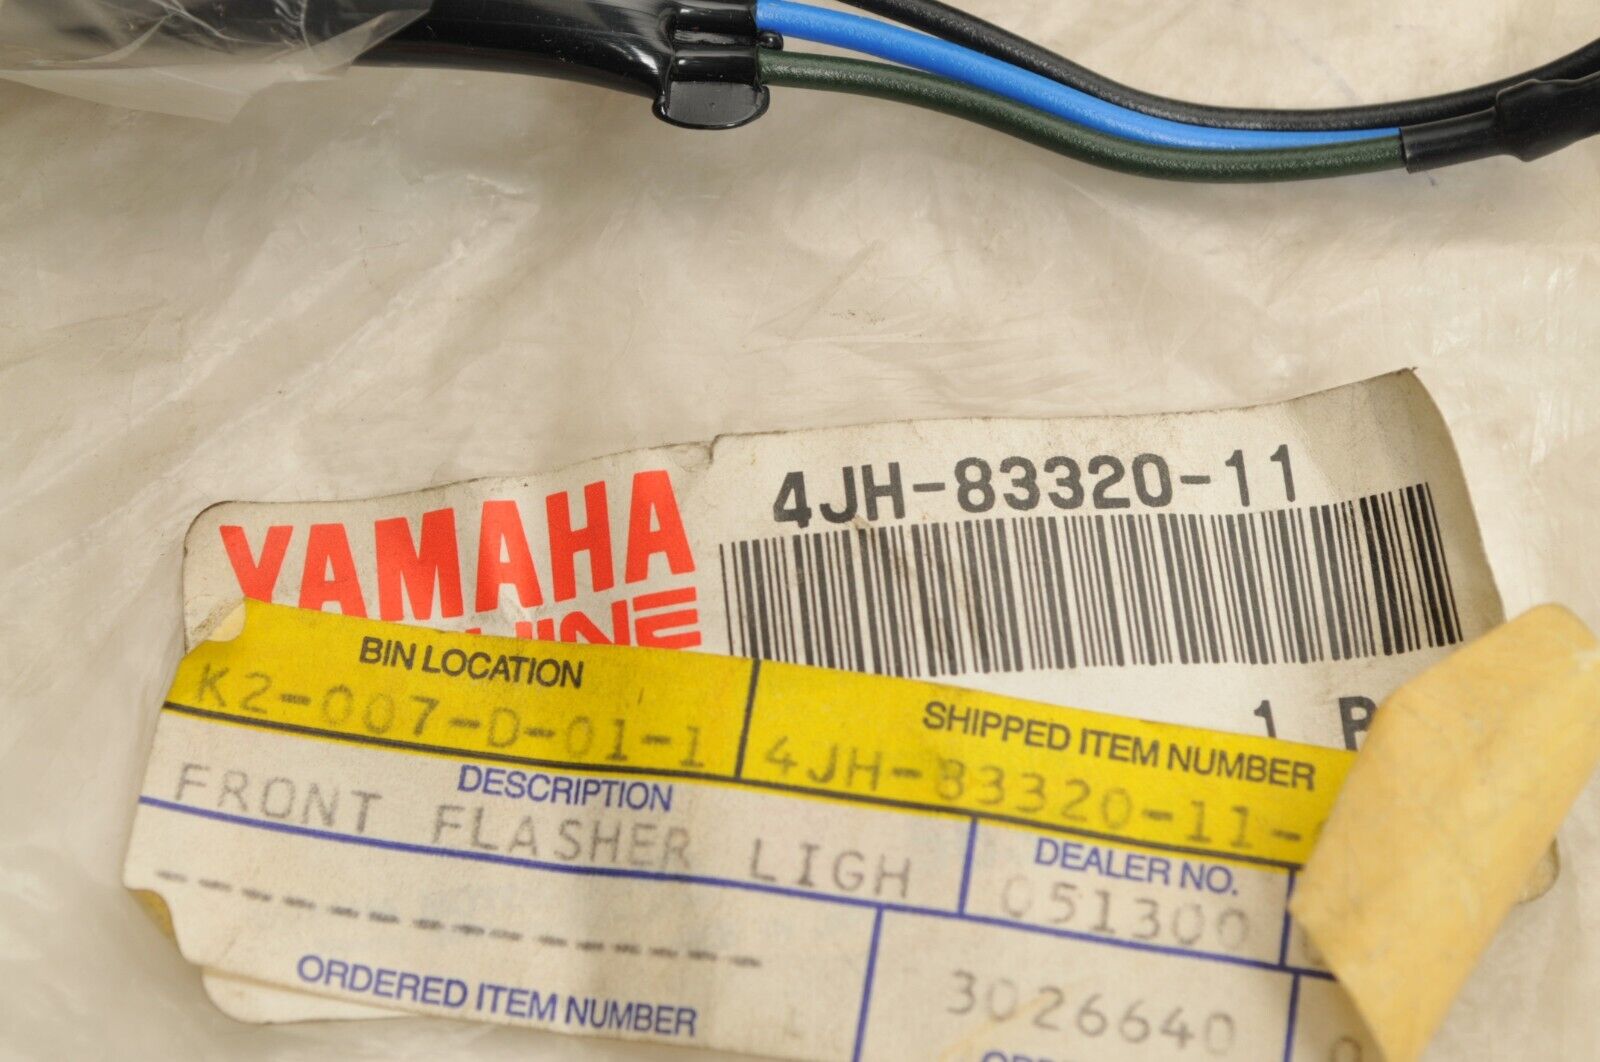 4JH-83320-11
YAMAHA
1
BIN LOCATION
K2-007-D-01-1
SHIPPED ITEM NUMBER
4JH-83320-11-
DESCRIPTION
FRONT FLASHER LIGH
DEALER NO.
051300
ORDERED ITEM NUMBER
3026640